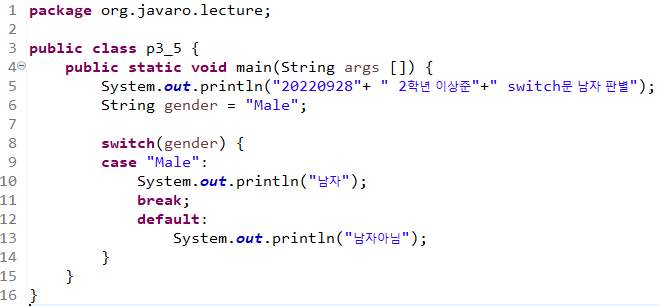 1 package org.javaro.lecture;
2
3 public class p3_5 {
4 public static void main(String args []) {
5 System.out.println("20220928"+ " 2학년 이상준"+" switch문 남자 판별");
6 String gender = "Male";
7
8 switch(gender) {
9 case "Male":
10 System.out.println("남자");
11 break;
12 default:
13 System.out.println("남자아님");
14 }
15 }
16 }